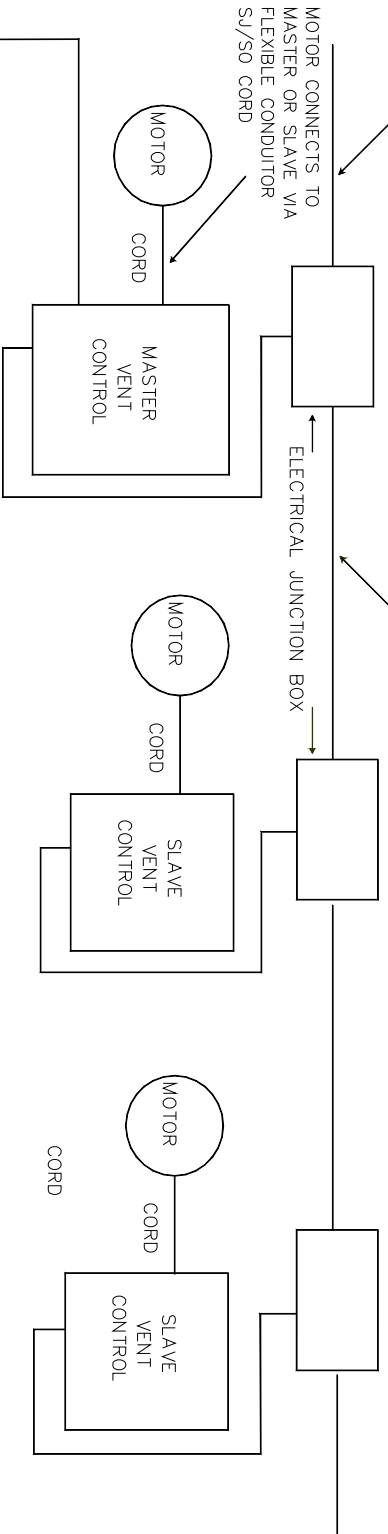 MOTOR CONNECTS TO
MASTER OR SLAVE VIA
FLEXIBLE CONDUITOR
SJ/SO CORD
ELECTRICAL JUNCTION BOX
MOTOR
CORD
MASTER
VENT
CONTROL
MOTOR
CORD
SLAVE
VENT
CONTROL
MOTOR
CORD
SLAVE
VENT
CONTROL
CORD